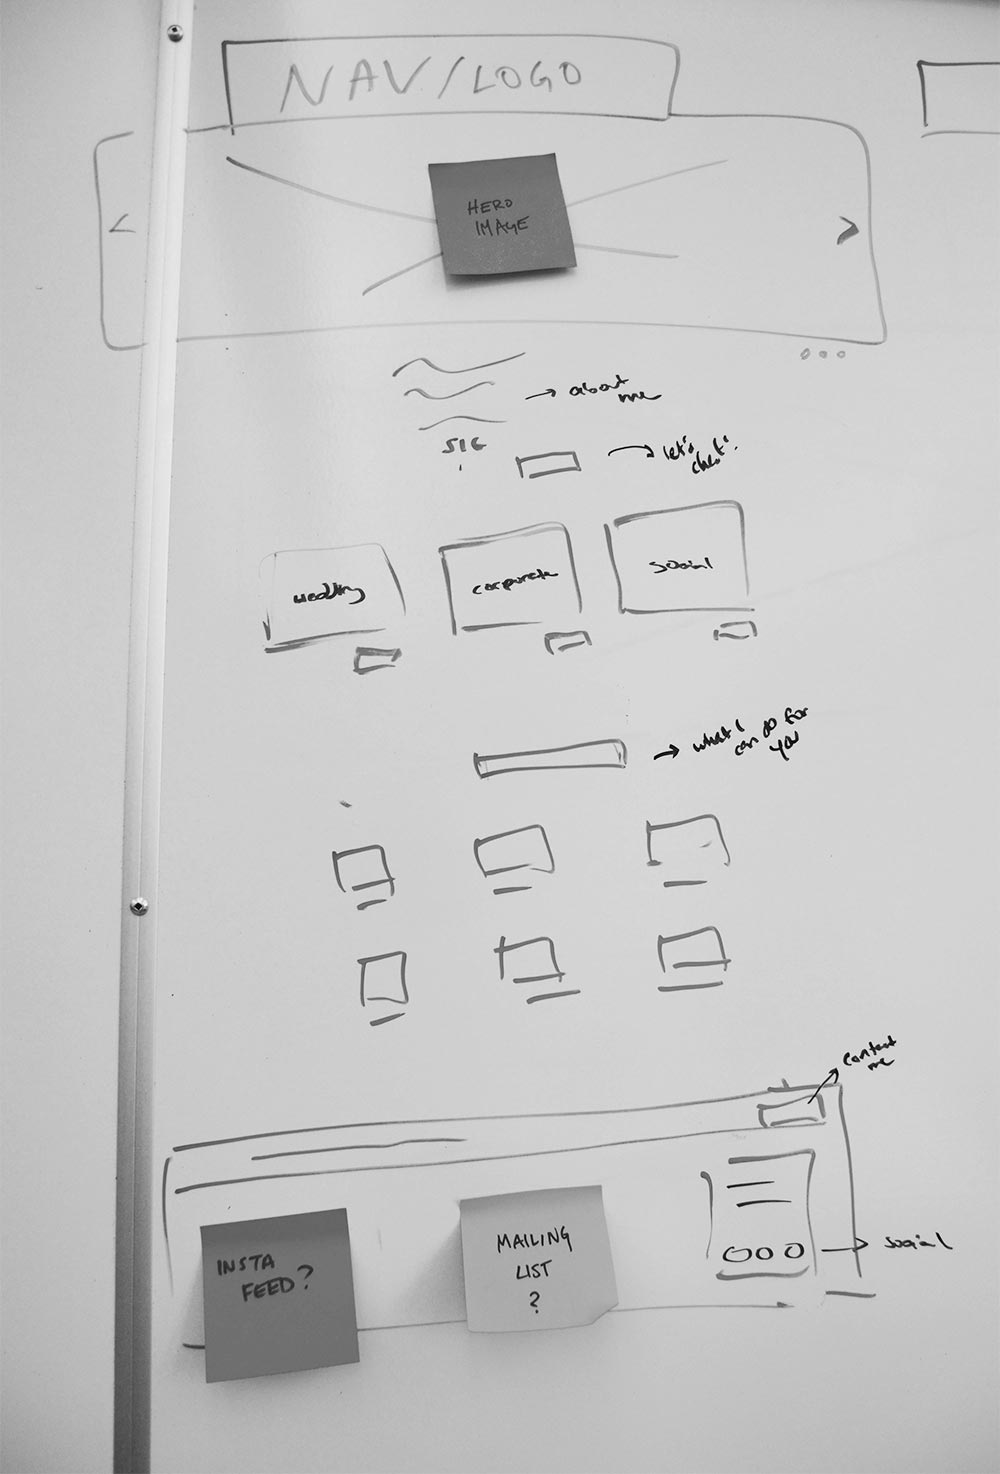 NAV/LOGO
HERO
IMAGE
about
me
SIG
let's
chat!
wedding
corporate
social
what I
can do for
you
contact
me
INSTA
FEED?
MAILING
LIST
?
social